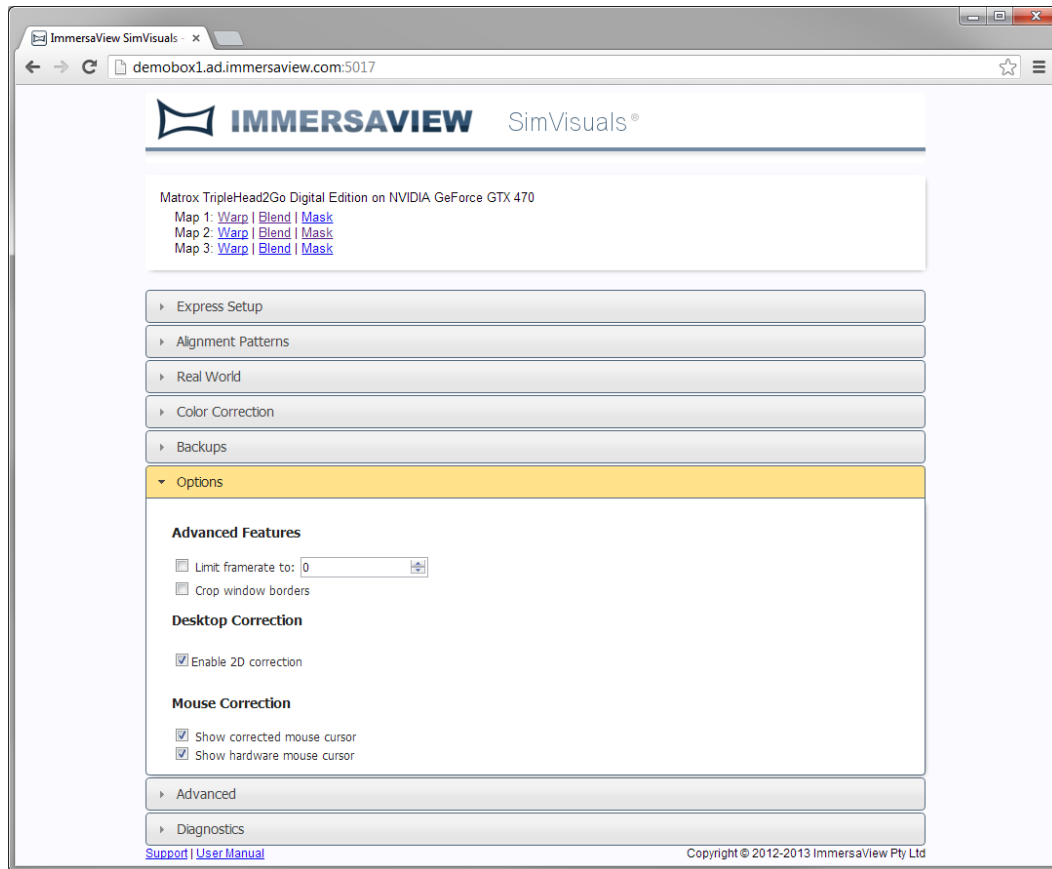 ImmersaView SimVisuals -
demobox1.ad.immersaview.com:5017
IMMERSAVIEW SimVisuals®
Matrox TripleHead2Go Digital Edition on NVIDIA GeForce GTX 470
Map 1: Warp | Blend | Mask
Map 2: Warp | Blend | Mask
Map 3: Warp | Blend | Mask
Express Setup
Alignment Patterns
Real World
Color Correction
Backups
Options
Advanced Features
Limit framerate to: 0
Crop window borders
Desktop Correction
Enable 2D correction
Mouse Correction
Show corrected mouse cursor
Show hardware mouse cursor
Advanced
Diagnostics
Support | User Manual Copyright © 2012-2013 ImmersaView Pty Ltd